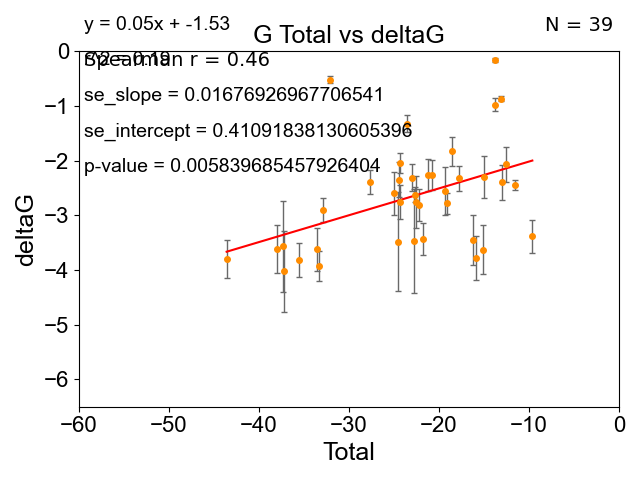 y = 0.05x + -1.53
N = 39
G Total vs deltaG
Spearman r = 0.46
se_slope = 0.01676926967706541
se_intercept = 0.41091838130605396
p-value = 0.005839685457926404
deltaG
0
−1
−2
−3
−4
−5
−6
−60
−50
−40
−30
−20
−10
0
Total